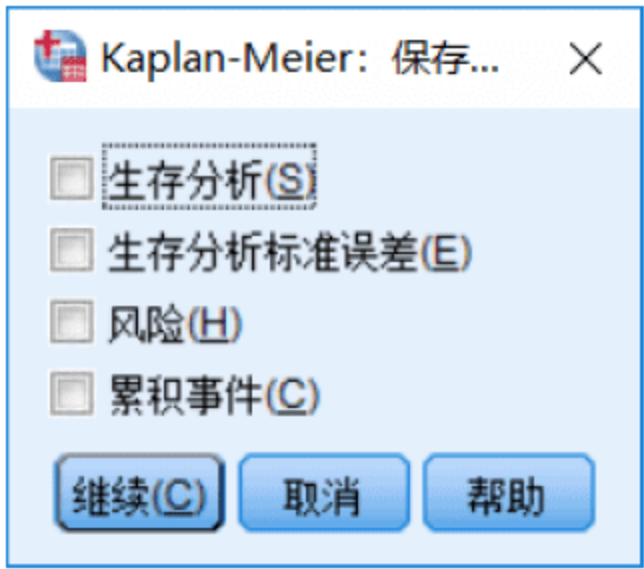 Kaplan-Meier：保存...
生存分析(S)
生存分析标准误差(E)
风险(H)
累积事件(C)
继续(C) 取消 帮助